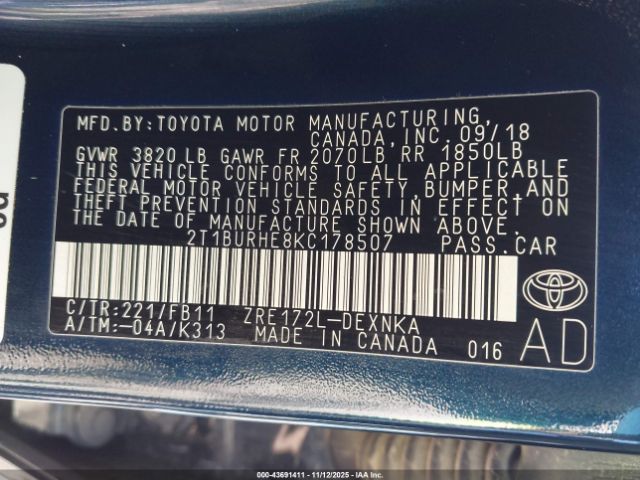 MFD.BY:TOYOTA MOTOR MANUFACTURING,
CANADA, INC. 09/18
GVWR 3820 LB GAWR FR 2070LB RR 1850LB
THIS VEHICLE CONFORMS TO ALL APPLICABLE
FEDERAL MOTOR VEHICLE SAFETY, BUMPER, AND
THEFT PREVENTION STANDARDS IN EFFECT ON
THE DATE OF MANUFACTURE SHOWN ABOVE.
2T1BURHE8KC178507 PASS.CAR
C/TR:221/FB11 ZRE172L-DEXNKA
A/TM:-04A/K313 MADE IN CANADA 016
AD
000-43691411 - 11/12/2025 - IAAI.COM